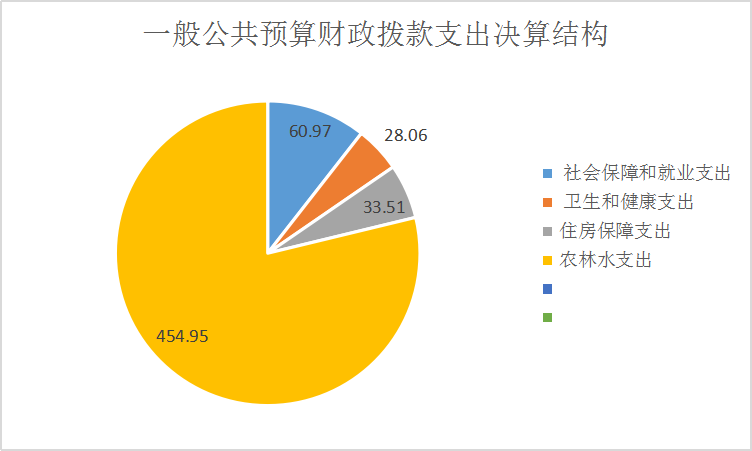 一般公共预算财政拨款支出决算结构
60.97
28.06
33.51
454.95
社会保障和就业支出
卫生和健康支出
住房保障支出
农林水支出